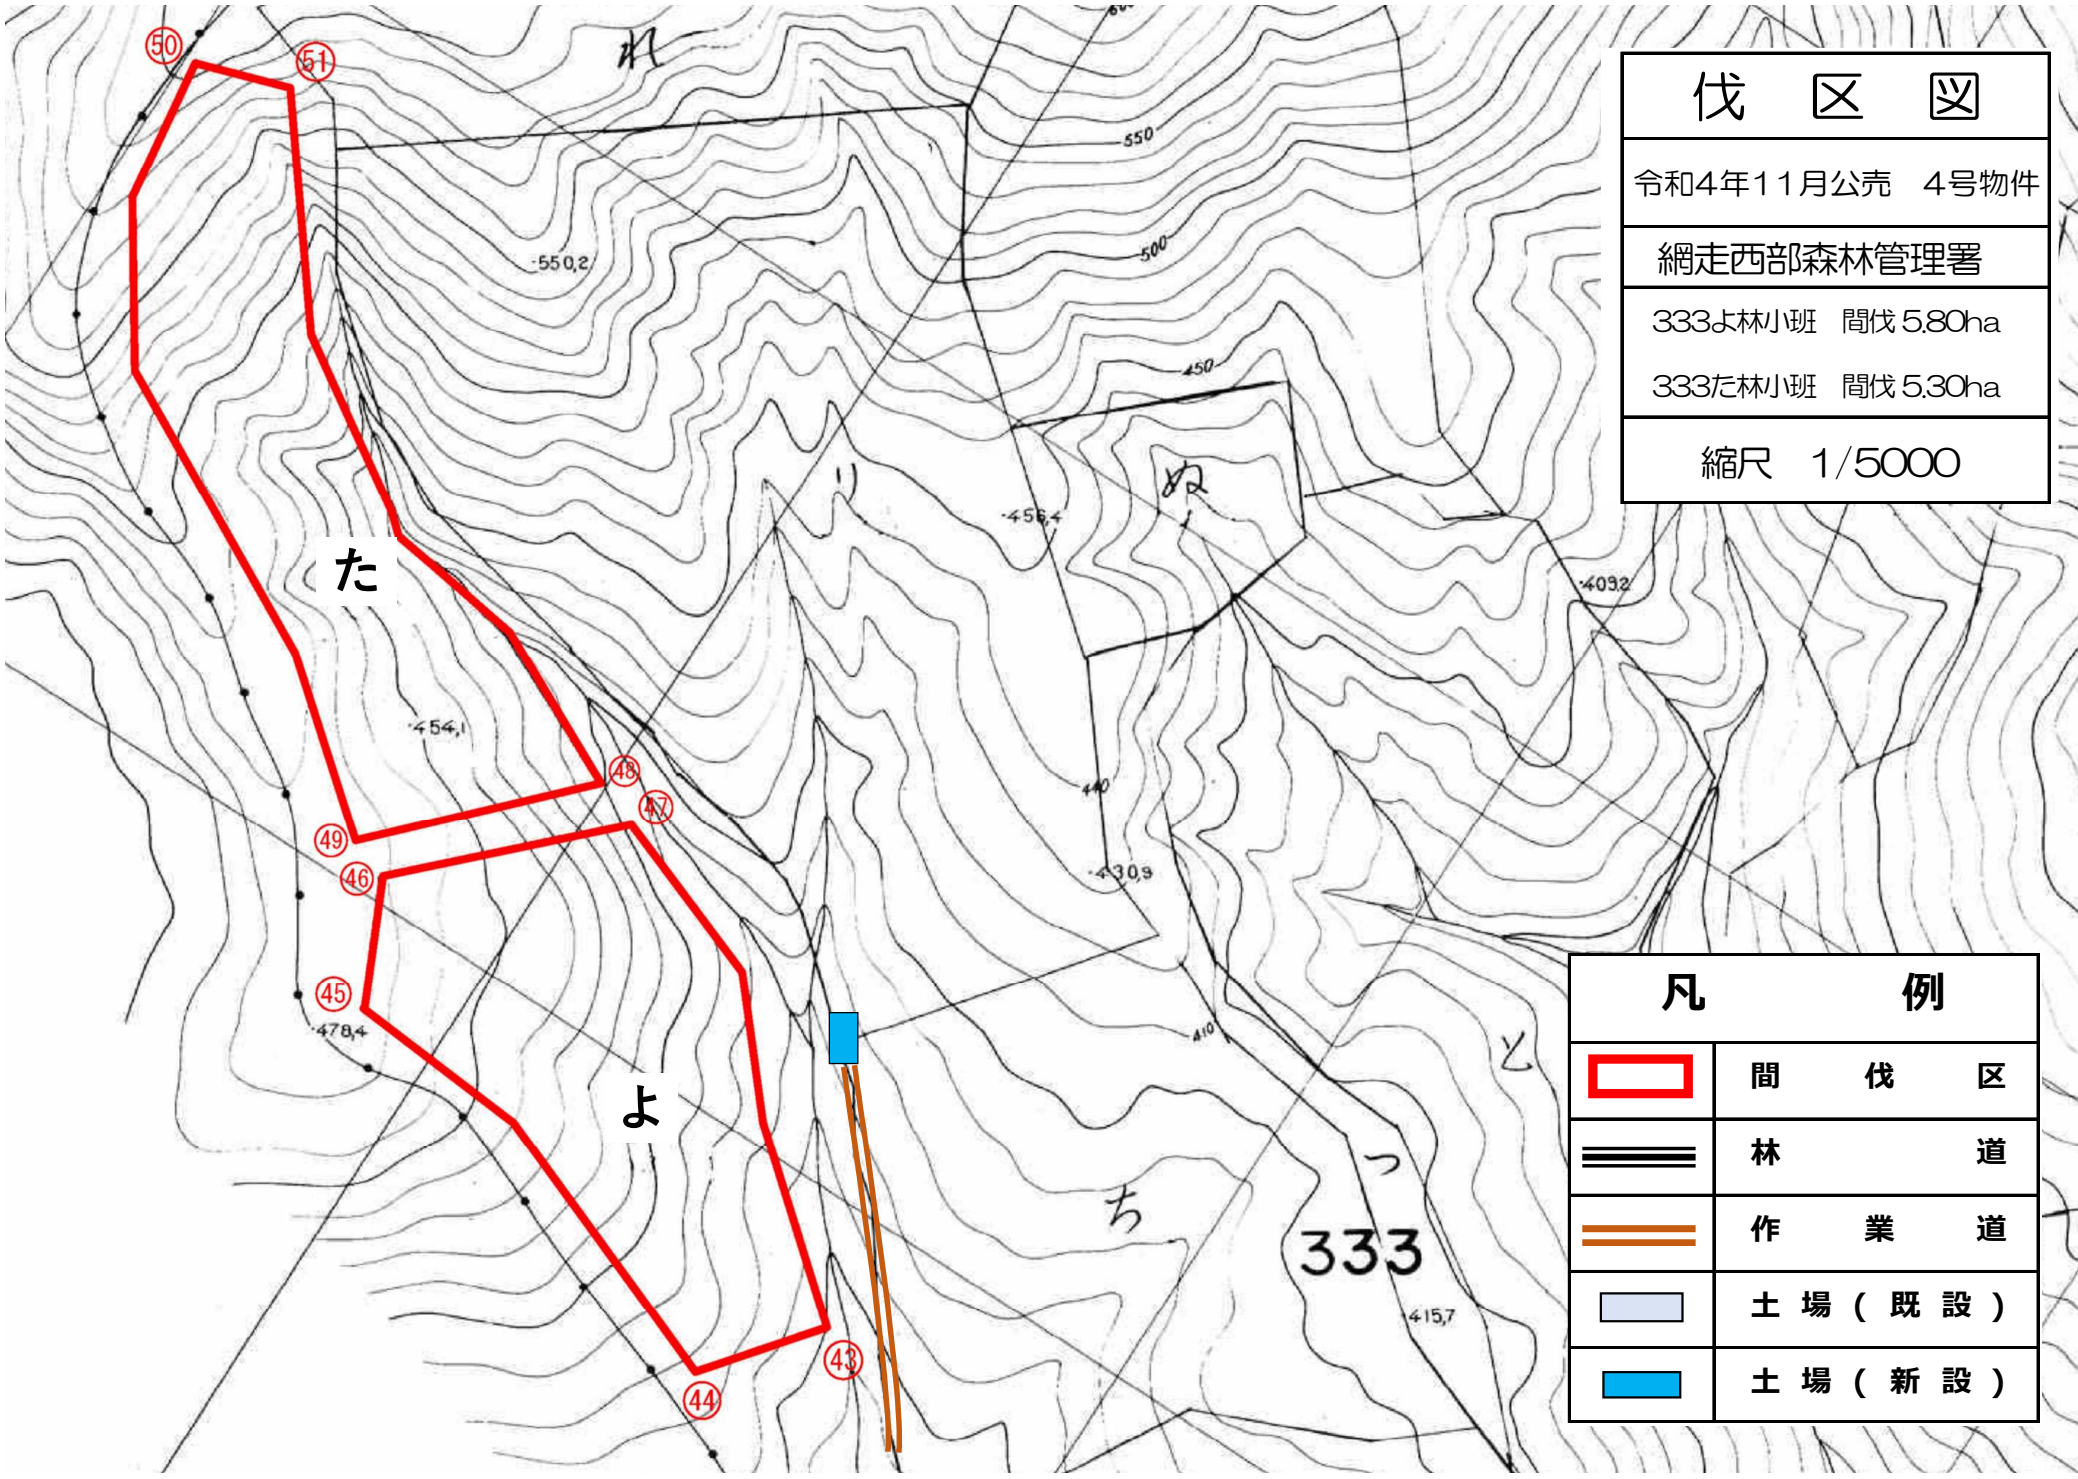 伐区図
令和4年11月公売　4号物件
網走西部森林管理署
333よ林小班　間伐 5.80ha
333た林小班　間伐 5.30ha
縮尺　1/5000
㊿
51
れ
550
550,2
500
450
り
ぬ
456,4
409,2
た
454,1
㊽
㊼
㊾
㊻
440
430,9
㊺
478,4
410
と
よ
っ
ち
333
415,7
㊸
㊹
凡例
間伐区
林道
作業道
土場(既設)
土場(新設)